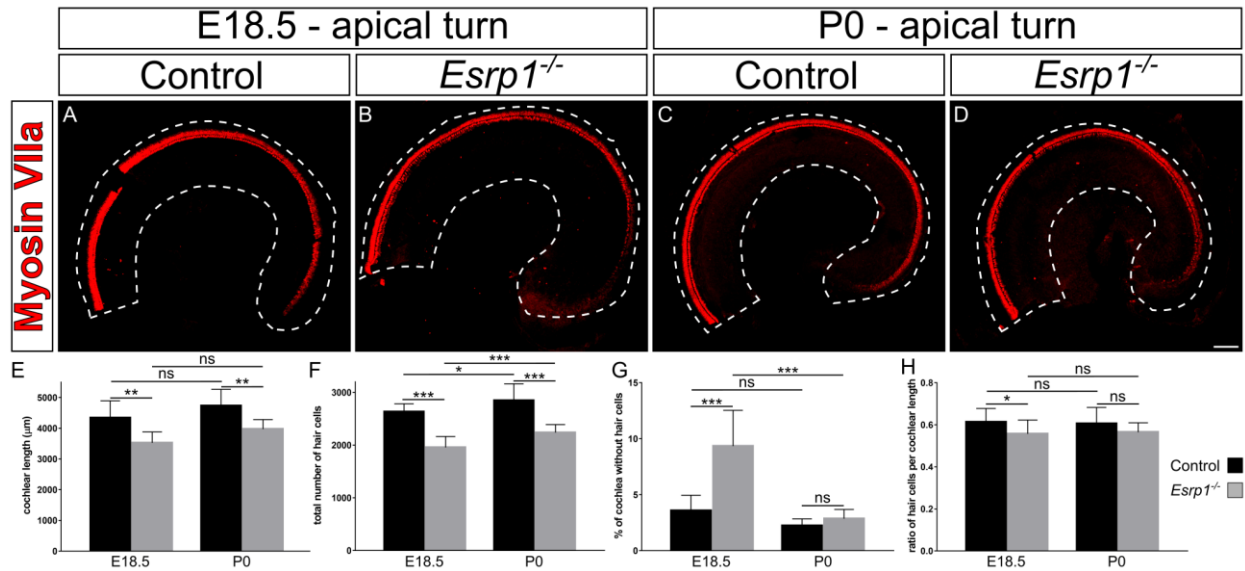 E18.5 - apical turn
P0 - apical turn
Control
Esrp1-/-
Control
Esrp1-/-
Myosin VIIa
A
B
C
D
E
cochlear length (μm)
5000
4000
3000
2000
1000
0
ns
ns
**
**
E18.5
P0
F
total number of hair cells
3000
2000
1000
0
***
*
***
***
E18.5
P0
G
% of cochlea without hair cells
15
10
5
0
***
ns
***
ns
E18.5
P0
H
ratio of hair cells per cochlear length
0.8
0.6
0.4
0.2
0.0
ns
ns
*
ns
E18.5
P0
Control
Esrp1-/-